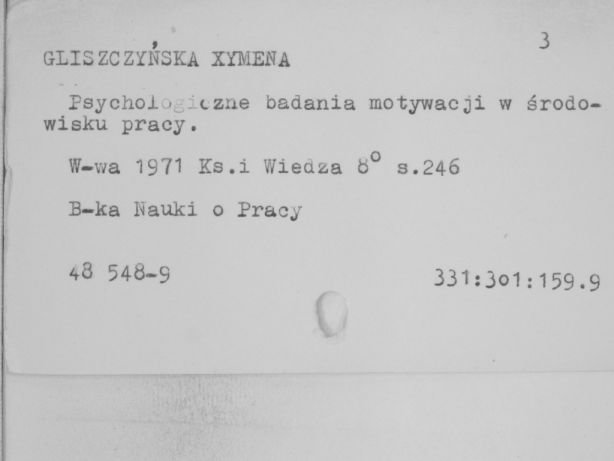 3
GLISZCZYŃSKA XYMENA
Psychologiczne badania motywacji w środo-
wisku pracy.
W-wa 1971 Ks.i Wiedza 8° s.246
B-ka Nauki o Pracy
48 548-9 331:301:159.9